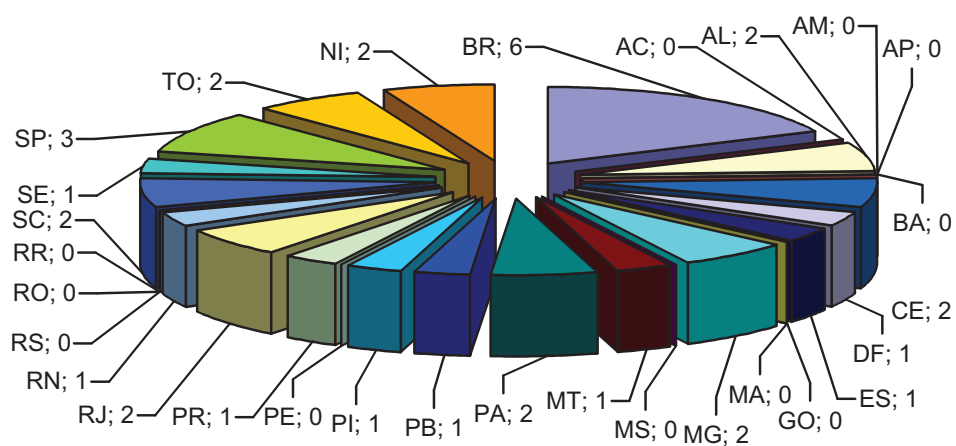 BR; 6
AC; 0
AL; 2
AM; 0
AP; 0
BA; 0
CE; 2
DF; 1
ES; 1
GO; 0
MA; 0
MG; 2
MS; 0
MT; 1
PA; 2
PB; 1
PI; 1
PE; 0
PR; 1
RJ; 2
RN; 1
RS; 0
RO; 0
RR; 0
SC; 2
SE; 1
SP; 3
TO; 2
NI; 2